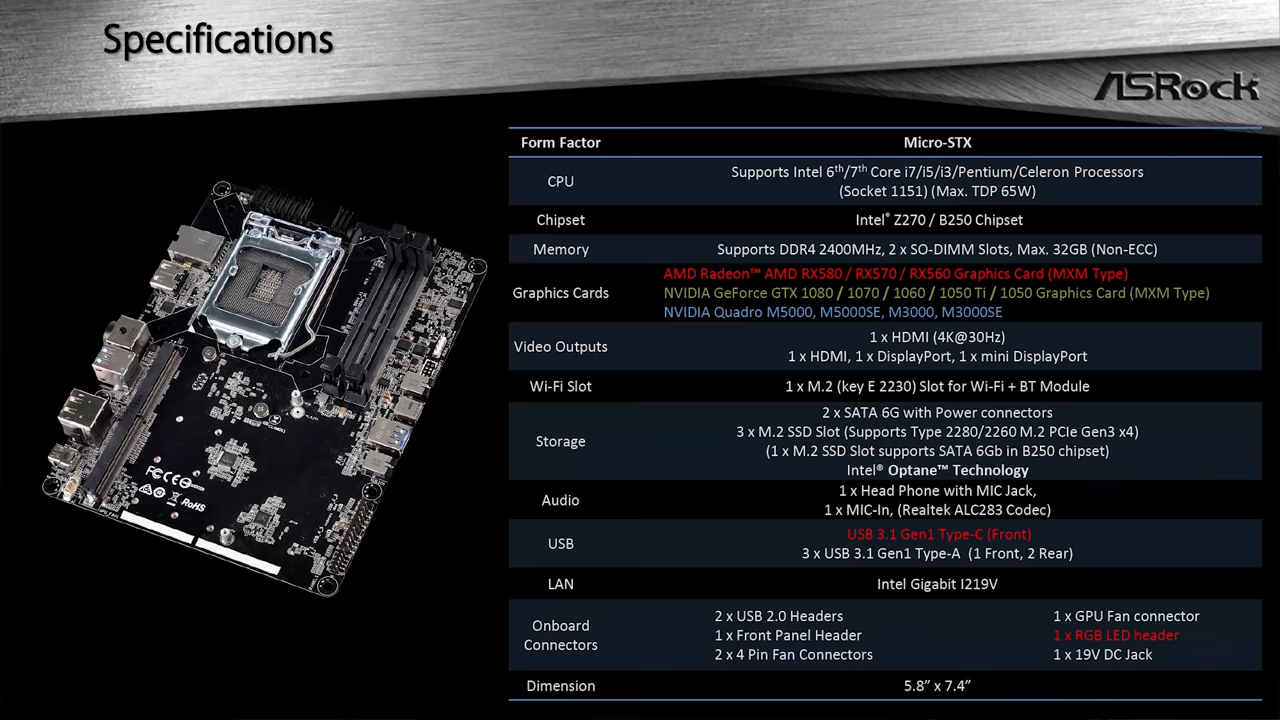 Specifications
ASRock
Form Factor Micro-STX
CPU Supports Intel 6th/7th Core i7/i5/i3/Pentium/Celeron Processors
(Socket 1151) (Max. TDP 65W)
Chipset Intel® Z270 / B250 Chipset
Memory Supports DDR4 2400MHz, 2 x SO-DIMM Slots, Max. 32GB (Non-ECC)
Graphics Cards
AMD Radeon™ AMD RX580 / RX570 / RX560 Graphics Card (MXM Type)
NVIDIA GeForce GTX 1080 / 1070 / 1060 / 1050 Ti / 1050 Graphics Card (MXM Type)
NVIDIA Quadro M5000, M5000SE, M3000, M3000SE
Video Outputs
1 x HDMI (4K@30Hz)
1 x HDMI, 1 x DisplayPort, 1 x mini DisplayPort
Wi-Fi Slot 1 x M.2 (key E 2230) Slot for Wi-Fi + BT Module
Storage
2 x SATA 6G with Power connectors
3 x M.2 SSD Slot (Supports Type 2280/2260 M.2 PCIe Gen3 x4)
(1 x M.2 SSD Slot supports SATA 6Gb in B250 chipset)
Intel® Optane™ Technology
Audio
1 x Head Phone with MIC Jack,
1 x MIC-In, (Realtek ALC283 Codec)
USB
USB 3.1 Gen1 Type-C (Front)
3 x USB 3.1 Gen1 Type-A (1 Front, 2 Rear)
LAN Intel Gigabit I219V
Onboard
Connectors
2 x USB 2.0 Headers
1 x Front Panel Header
2 x 4 Pin Fan Connectors
1 x GPU Fan connector
1 x RGB LED header
1 x 19V DC Jack
Dimension 5.8” x 7.4”
FC CE
RoHS